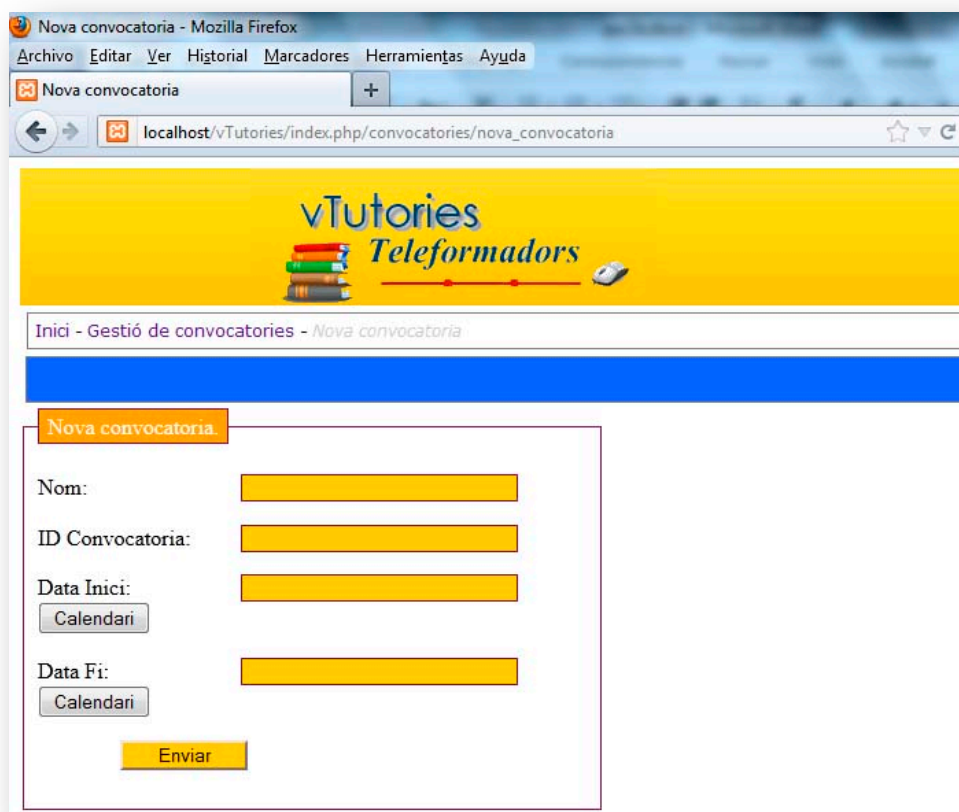 Nova convocatoria - Mozilla Firefox
Archivo Editar Ver Historial Marcadores Herramientas Ayuda
Nova convocatoria +
localhost/vTutories/index.php/convocatories/nova_convocatoria
vTutories
Teleformadors
Inici - Gestió de convocatories - Nova convocatoria
Nova convocatoria.
Nom:
ID Convocatoria:
Data Inici:
Calendari
Data Fi:
Calendari
Enviar